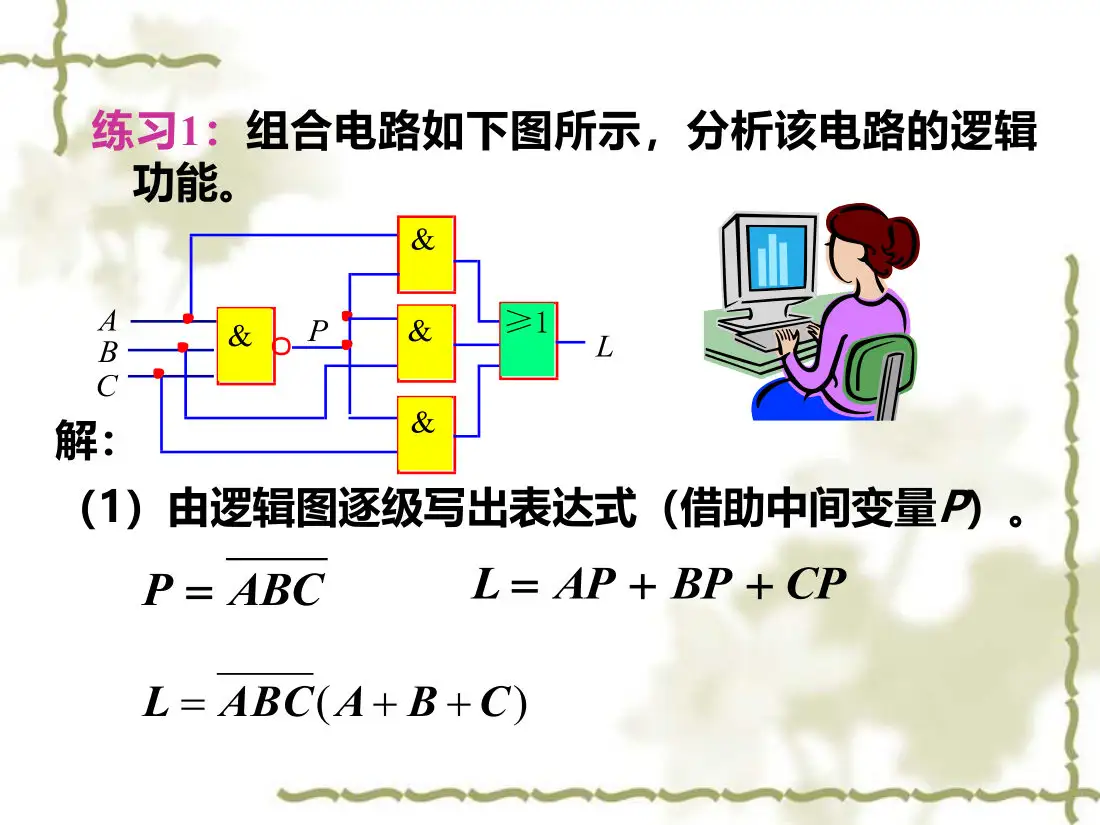 练习1：组合电路如下图所示，分析该电路的逻辑
功能。
&
A
B
C
&
P
&
≥1
L
&
解：
（1）由逻辑图逐级写出表达式（借助中间变量P）。
P = \overline{ABC}
L = AP + BP + CP
L = \overline{ABC}(A + B + C)